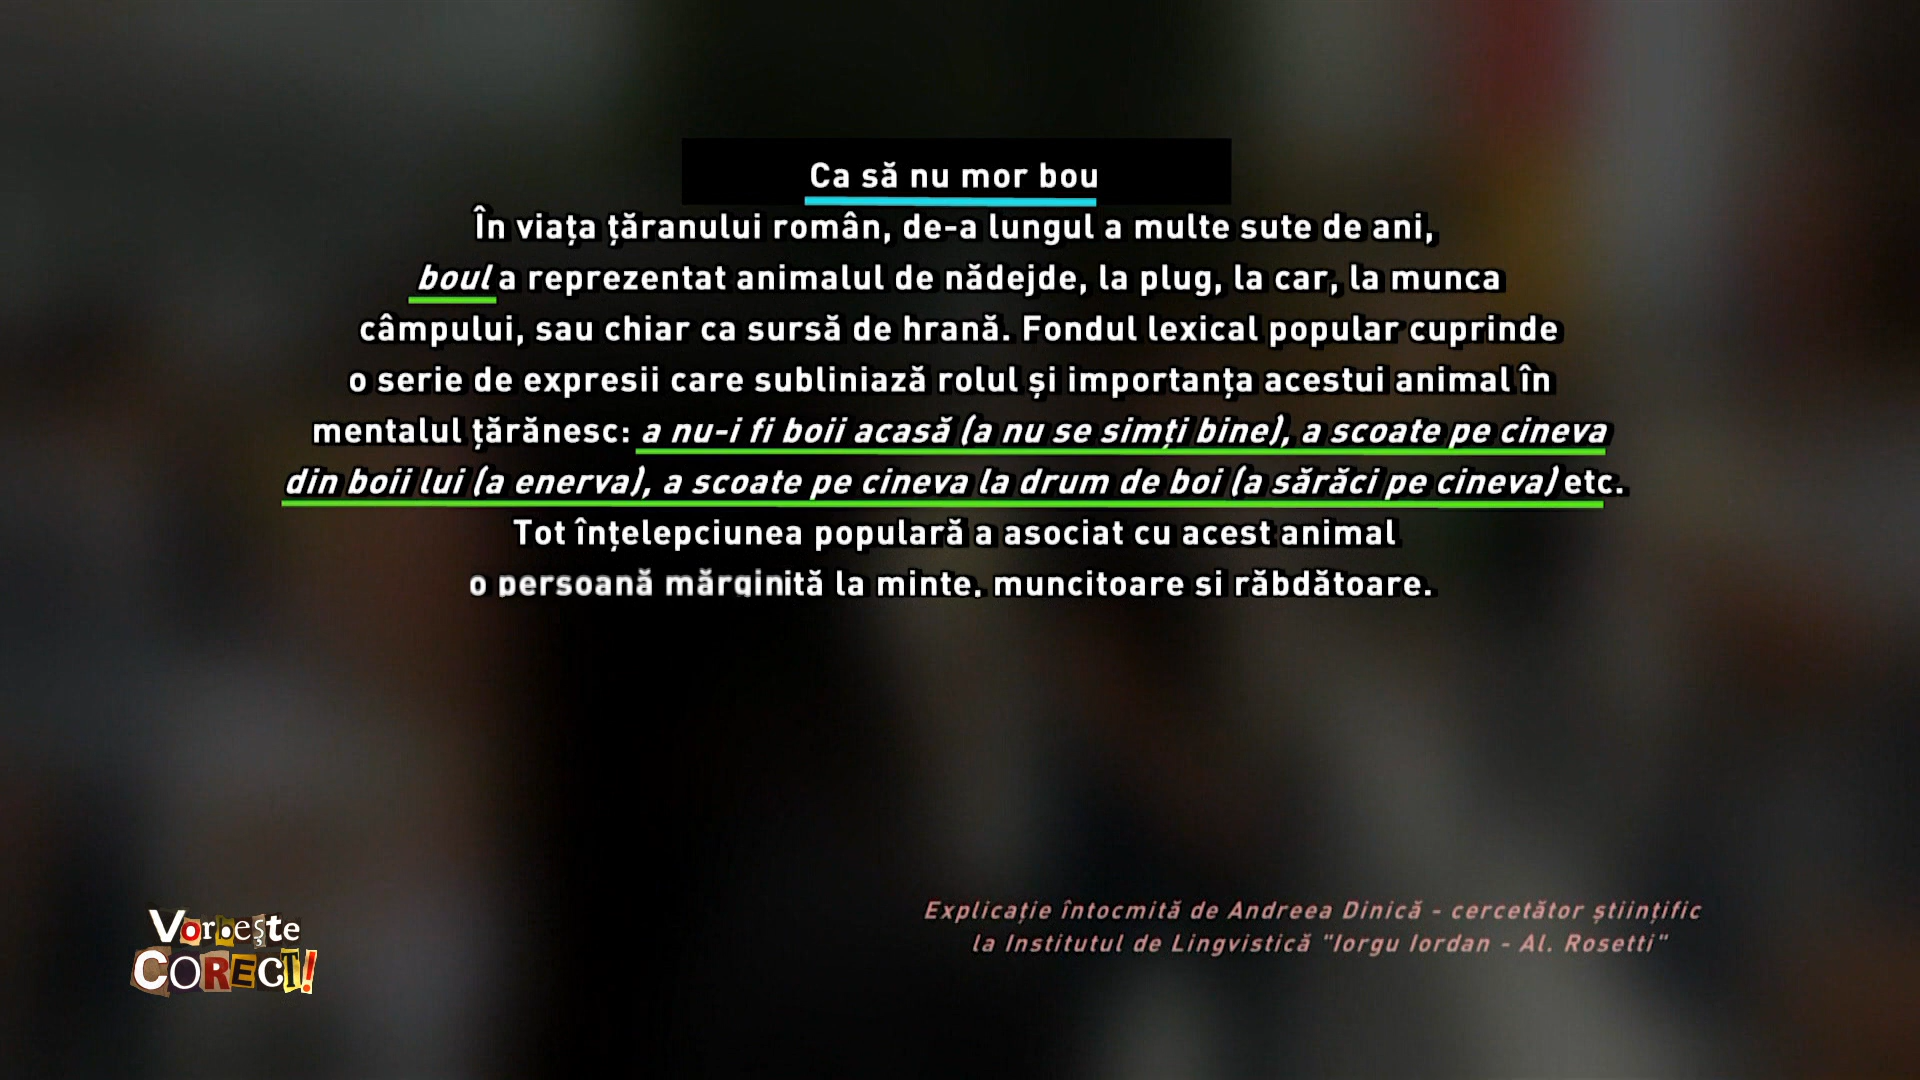 Ca să nu mor bou
În viața țăranului român, de-a lungul a multe sute de ani,
boul a reprezentat animalul de nădejde, la plug, la car, la munca
câmpului, sau chiar ca sursă de hrană. Fondul lexical popular cuprinde
o serie de expresii care subliniază rolul și importanța acestui animal în
mentalul țărănesc: a nu-i fi boii acasă (a nu se simți bine), a scoate pe cineva
din boii lui (a enerva), a scoate pe cineva la drum de boi (a sărăci pe cineva) etc.
Tot înțelepciunea populară a asociat cu acest animal
o persoană mărginită la minte, muncitoare si răbdătoare.
Explicație întocmită de Andreea Dinică - cercetător științific
la Institutul de Lingvistică "Iorgu Iordan - Al. Rosetti"
Vorbește
CORECT!